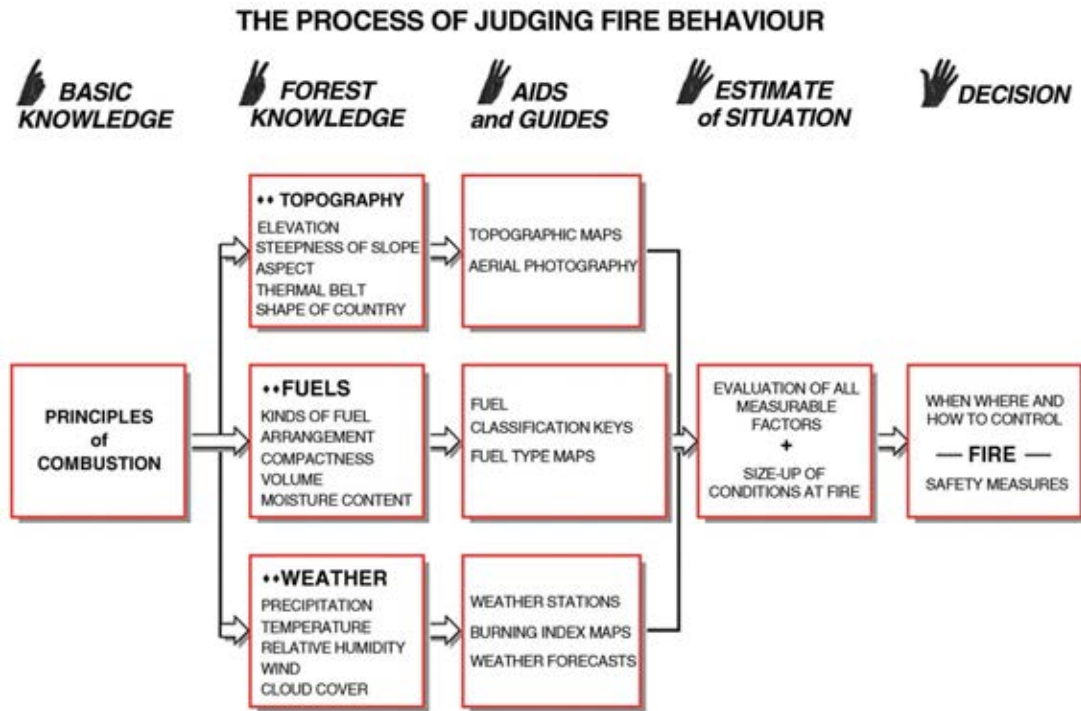 THE PROCESS OF JUDGING FIRE BEHAVIOUR
BASIC
KNOWLEDGE
FOREST
KNOWLEDGE
AIDS
and GUIDES
ESTIMATE
of SITUATION
DECISION
PRINCIPLES
of
COMBUSTION
♦♦ TOPOGRAPHY
ELEVATION
STEEPNESS OF SLOPE
ASPECT
THERMAL BELT
SHAPE OF COUNTRY
♦♦FUELS
KINDS OF FUEL
ARRANGEMENT
COMPACTNESS
VOLUME
MOISTURE CONTENT
♦♦WEATHER
PRECIPITATION
TEMPERATURE
RELATIVE HUMIDITY
WIND
CLOUD COVER
TOPOGRAPHIC MAPS
AERIAL PHOTOGRAPHY
FUEL
CLASSIFICATION KEYS
FUEL TYPE MAPS
WEATHER STATIONS
BURNING INDEX MAPS
WEATHER FORECASTS
EVALUATION OF ALL
MEASURABLE
FACTORS
+
SIZE-UP OF
CONDITIONS AT FIRE
WHEN WHERE AND
HOW TO CONTROL
— FIRE —
SAFETY MEASURES